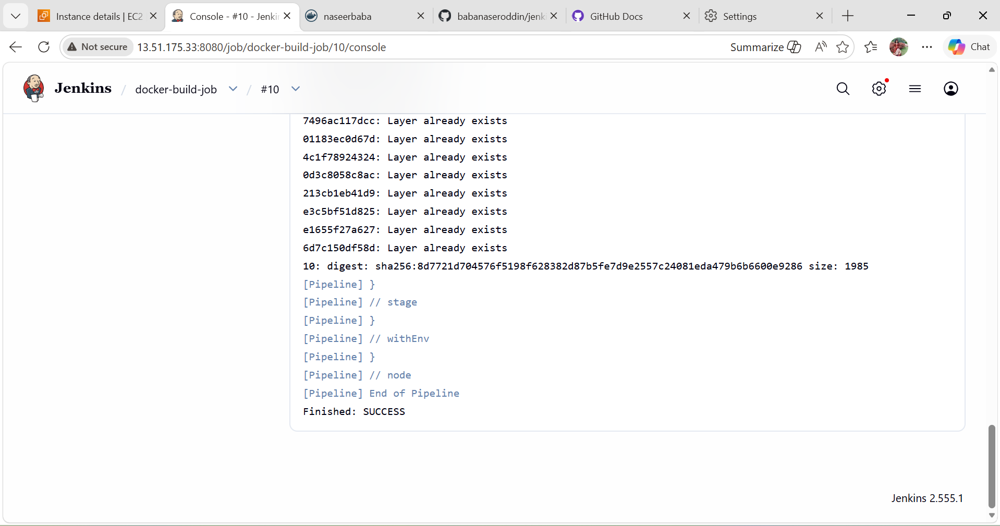 Instance details | EC2
Console - #10 - Jenkin
naseerbaba
babanaseroddin/jenki
GitHub Docs
Settings
Not secure
13.51.175.33:8080/job/docker-build-job/10/console
Summarize
Chat
Jenkins / docker-build-job / #10
7496ac117dcc: Layer already exists
01183ec0d67d: Layer already exists
4c1f78924324: Layer already exists
0d3c8058c8ac: Layer already exists
213cb1eb41d9: Layer already exists
e3c5bf51d825: Layer already exists
e1655f27a627: Layer already exists
6d7c150df58d: Layer already exists
10: digest: sha256:8d7721d704576f5198f628382d87b5fe7d9e2557c24081eda479b6b6600e9286 size: 1985
[Pipeline] }
[Pipeline] // stage
[Pipeline] }
[Pipeline] // withEnv
[Pipeline] }
[Pipeline] // node
[Pipeline] End of Pipeline
Finished: SUCCESS
Jenkins 2.555.1